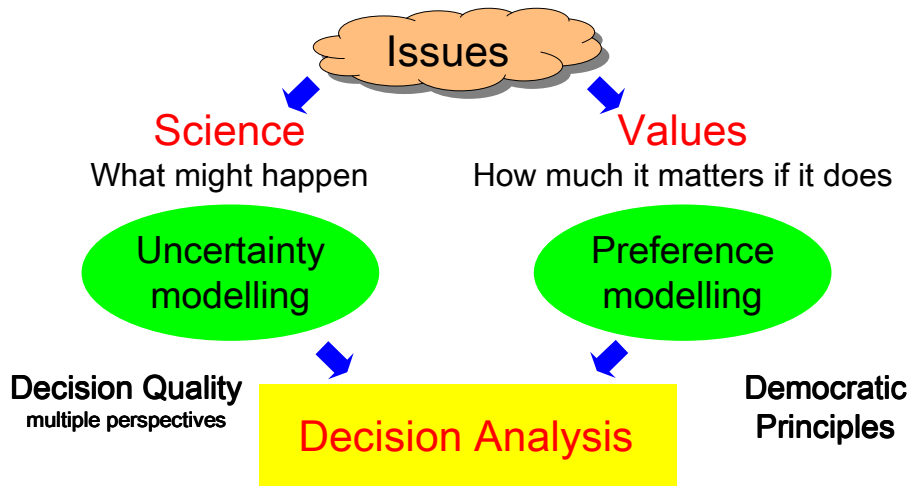 Issues
Science
What might happen
Values
How much it matters if it does
Uncertainty
modelling
Preference
modelling
Decision Quality
multiple perspectives
Democratic
Principles
Decision Analysis